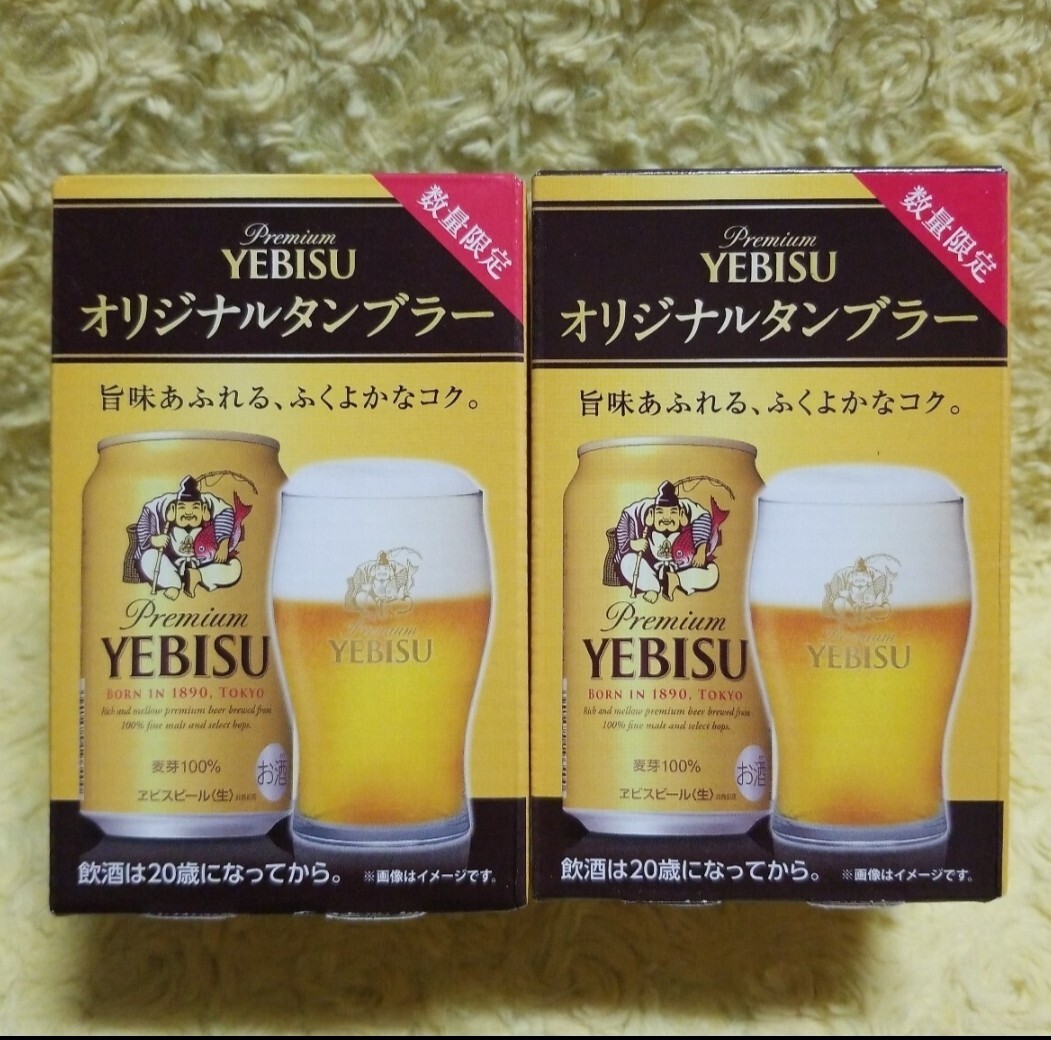 数量限定
Premium
YEBISU
オリジナルタンブラー
旨味あふれる、ふくよかなコク。
Premium
YEBISU
BORN IN 1890, TOKYO
Rich and mellow premium beer brewed from
100% fine malt and select hops.
麦芽100%
お酒
ヱビスビール〈生〉
Premium
YEBISU
飲酒は20歳になってから。 ※画像はイメージです。
数量限定
Premium
YEBISU
オリジナルタンブラー
旨味あふれる、ふくよかなコク。
Premium
YEBISU
BORN IN 1890, TOKYO
Rich and mellow premium beer brewed from
100% fine malt and select hops.
麦芽100%
お酒
ヱビスビール〈生〉
Premium
YEBISU
飲酒は20歳になってから。 ※画像はイメージです。